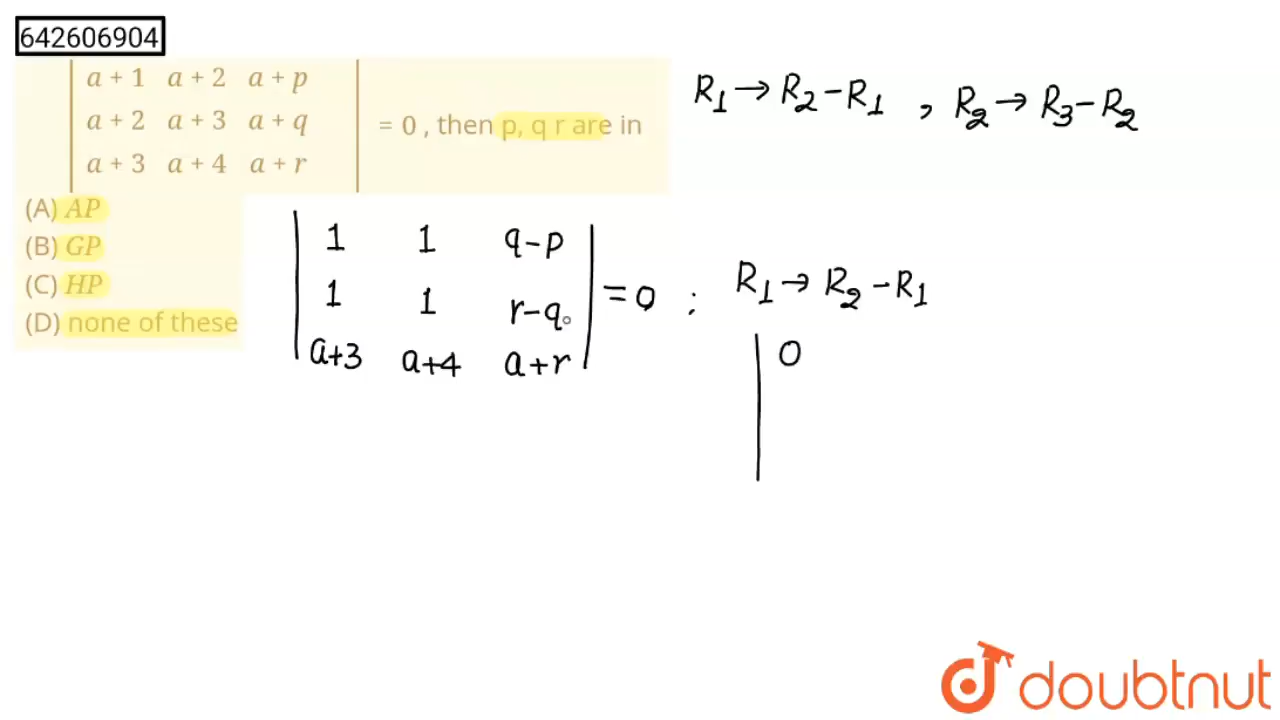 642606904
a + 1 a + 2 a + p
a + 2 a + 3 a + q = 0 , then p, q r are in
a + 3 a + 4 a + r
(A) AP
(B) GP
(C) HP
(D) none of these
R₁ → R₂ - R₁ , R₂ → R₃ - R₂
1 1 q-p
1 1 r-q = 0 ;
a+3 a+4 a+r
R₁ → R₂ - R₁
0
doubtnut